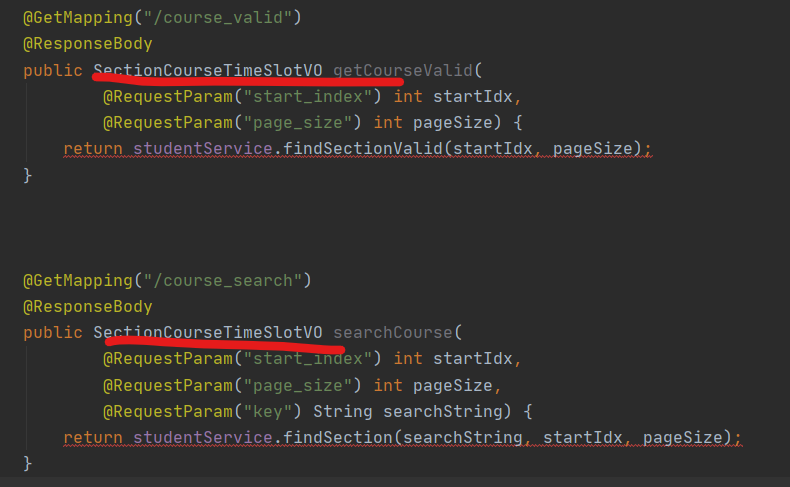 @GetMapping("/course_valid")
@ResponseBody
public SectionCourseTimeSlotVO getCourseValid(
@RequestParam("start_index") int startIdx,
@RequestParam("page_size") int pageSize) {
return studentService.findSectionValid(startIdx, pageSize);
}
@GetMapping("/course_search")
@ResponseBody
public SectionCourseTimeSlotVO searchCourse(
@RequestParam("start_index") int startIdx,
@RequestParam("page_size") int pageSize,
@RequestParam("key") String searchString) {
return studentService.findSection(searchString, startIdx, pageSize);
}